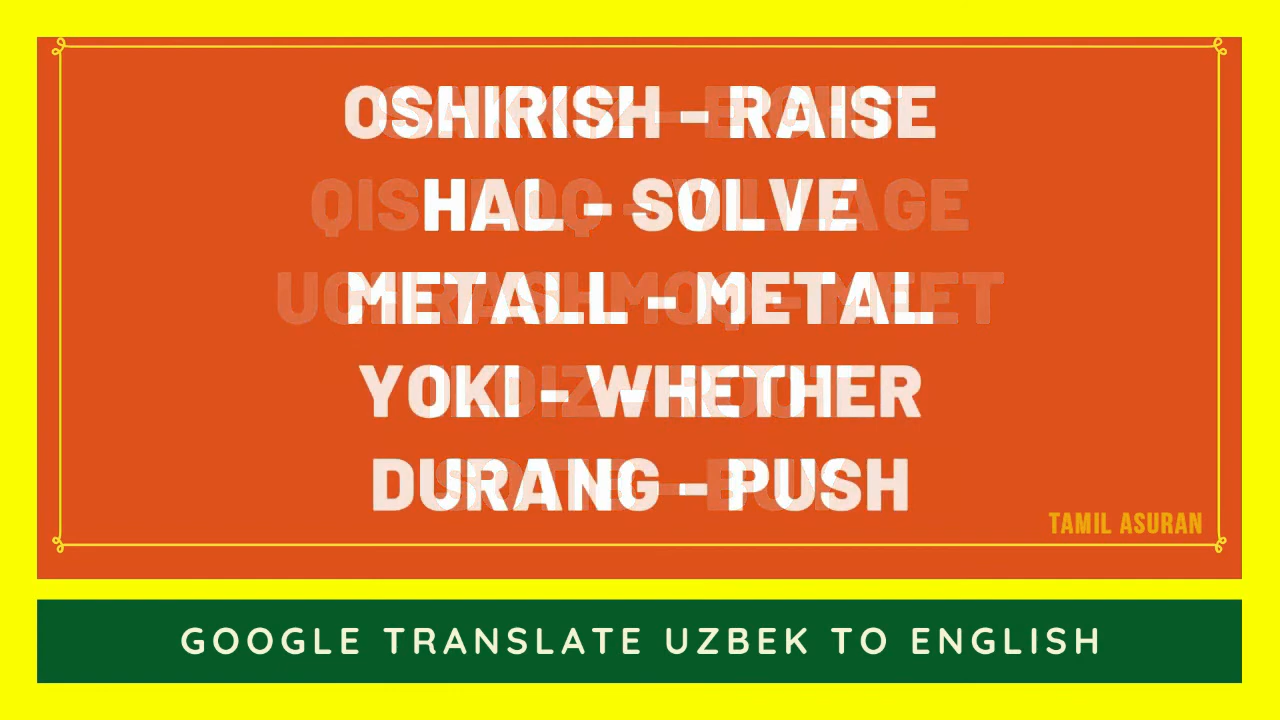 OSHIRISH - RAISE
HAL - SOLVE
METALL - METAL
YOKI - WHETHER
DURANG - PUSH
TAMIL ASURAN
GOOGLE TRANSLATE UZBEK TO ENGLISH